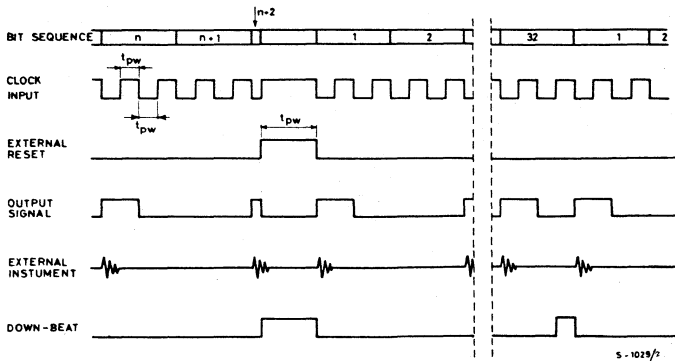 n+2
BIT SEQUENCE n n+1 1 2 32 1 2
tpw
CLOCK
INPUT
tpw
tpw
EXTERNAL
RESET
OUTPUT
SIGNAL
EXTERNAL
INSTUMENT
DOWN-BEAT
S-1029/2